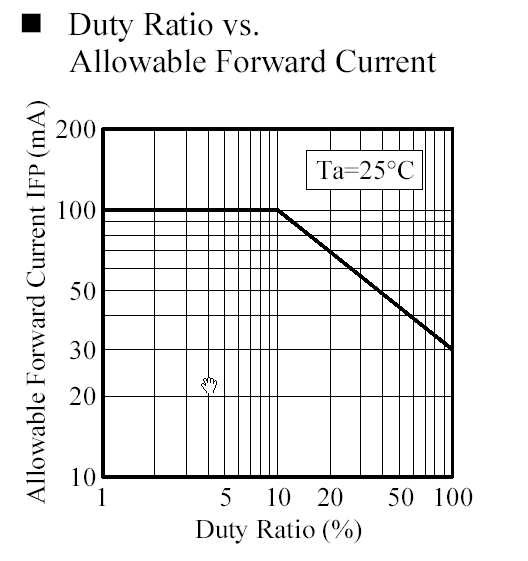 ■ Duty Ratio vs.
Allowable Forward Current
Allowable Forward Current IFP (mA)
200
100
50
30
20
10
Ta=25°C
1 5 10 20 50 100
Duty Ratio (%)